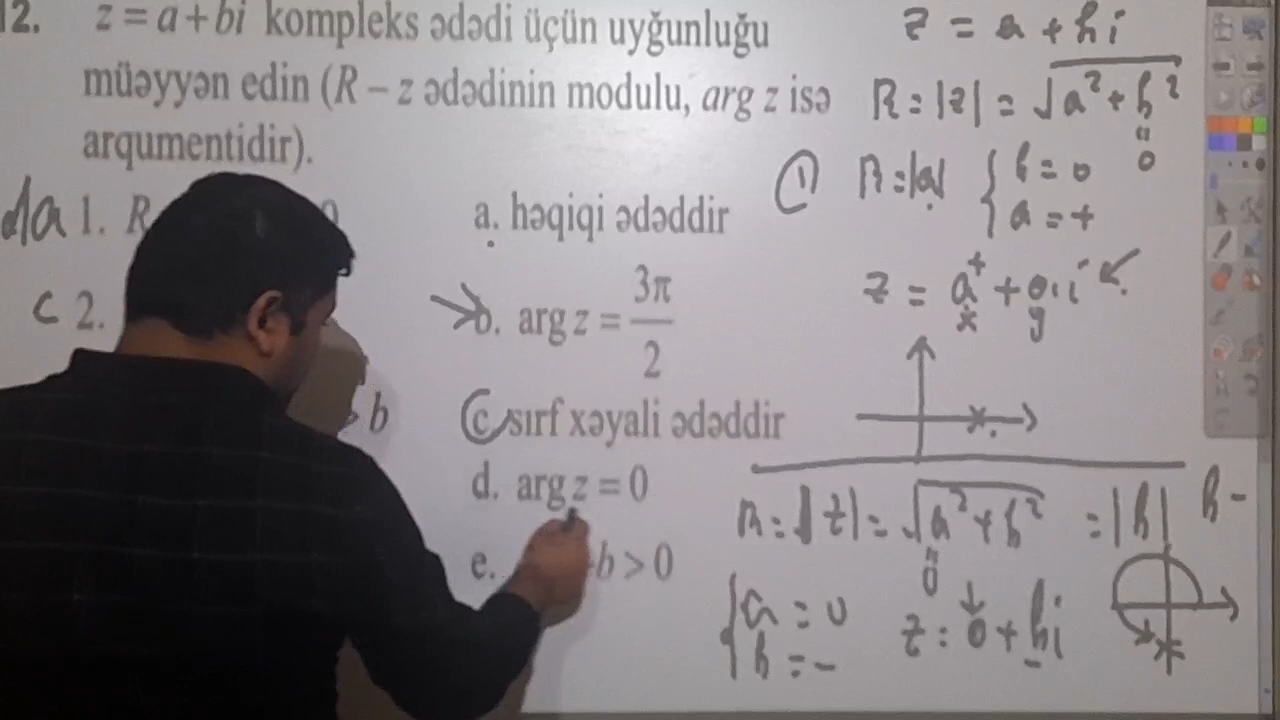 12. z = a + bi kompleks ədədi üçün uyğunluğu
müəyyən edin (R – z ədədinin modulu, arg z isə
arqumentidir).
da 1. R
c 2.
b
a. həqiqi ədəddir
b. arg z = 3π/2
c. sırf xəyali ədəddir
d. arg z = 0
e. b > 0
z = a + bi
R = |z| = √a² + b²
0
① R = |a| { b = 0
a = +
z = a⁺ + 0·i
x y
R = |z| = √a² + b² = |b| b -
0
{ a = 0
b = -
z = 0 + bi